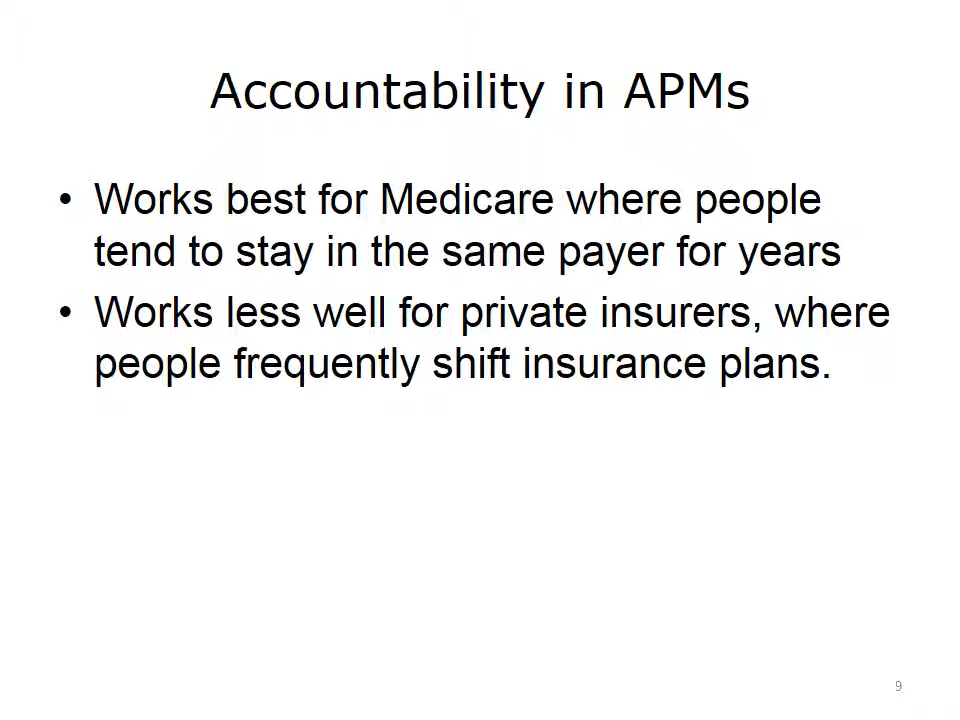 Accountability in APMs
• Works best for Medicare where people
tend to stay in the same payer for years
• Works less well for private insurers, where
people frequently shift insurance plans.
9